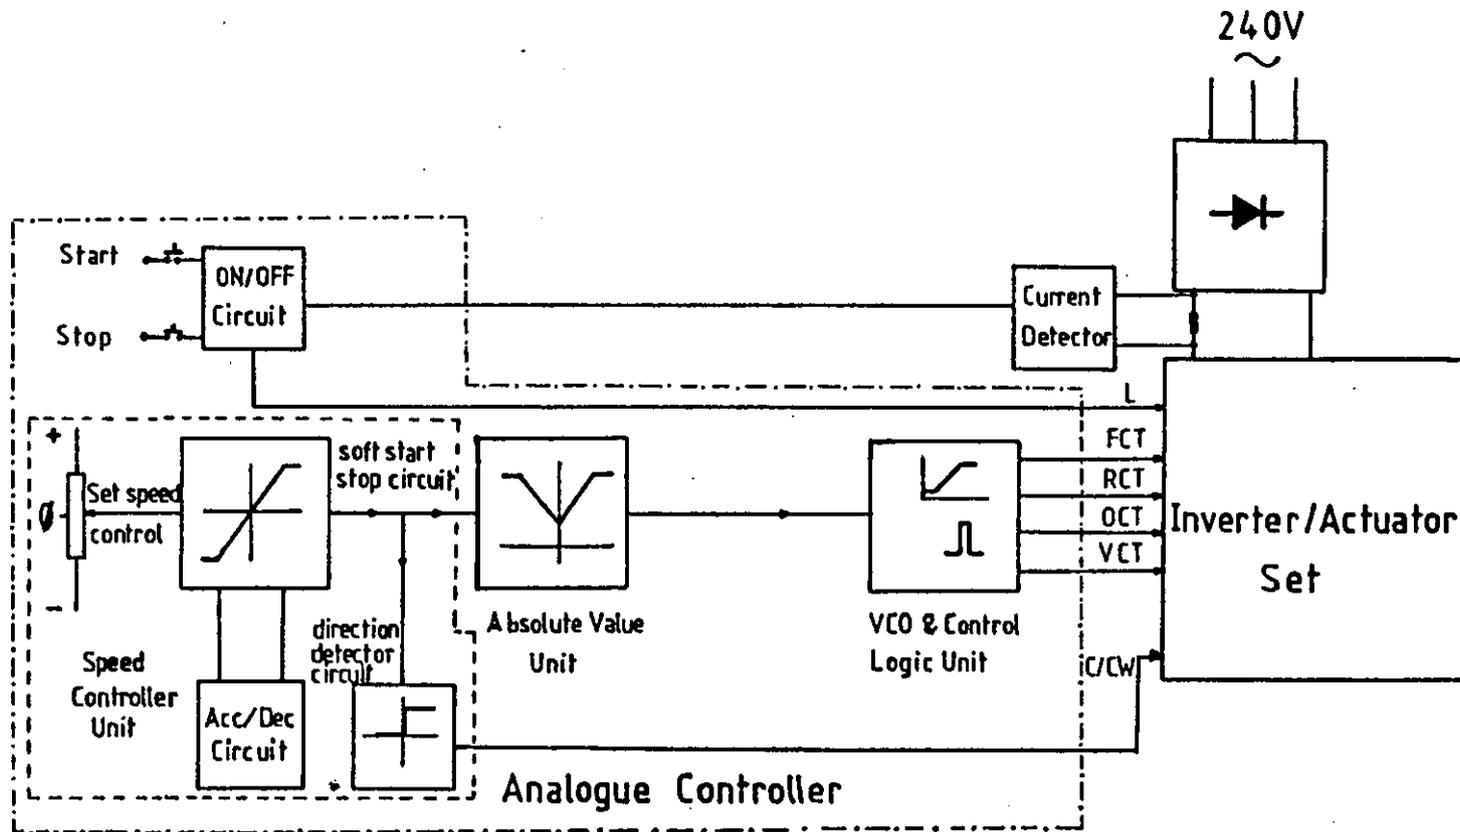 240V
Start
ON/OFF
Circuit
Stop
Current
Detector
L
+
soft start
stop circuit
FCT
Set speed
RCT
Ø
control
OCT
Inverter/Actuator
VCT
Set
-
direction
detector
circuit
Absolute Value
Unit
VCO & Control
Logic Unit
C/CW
Speed
Controller
Unit
Acc/Dec
Circuit
Analogue Controller